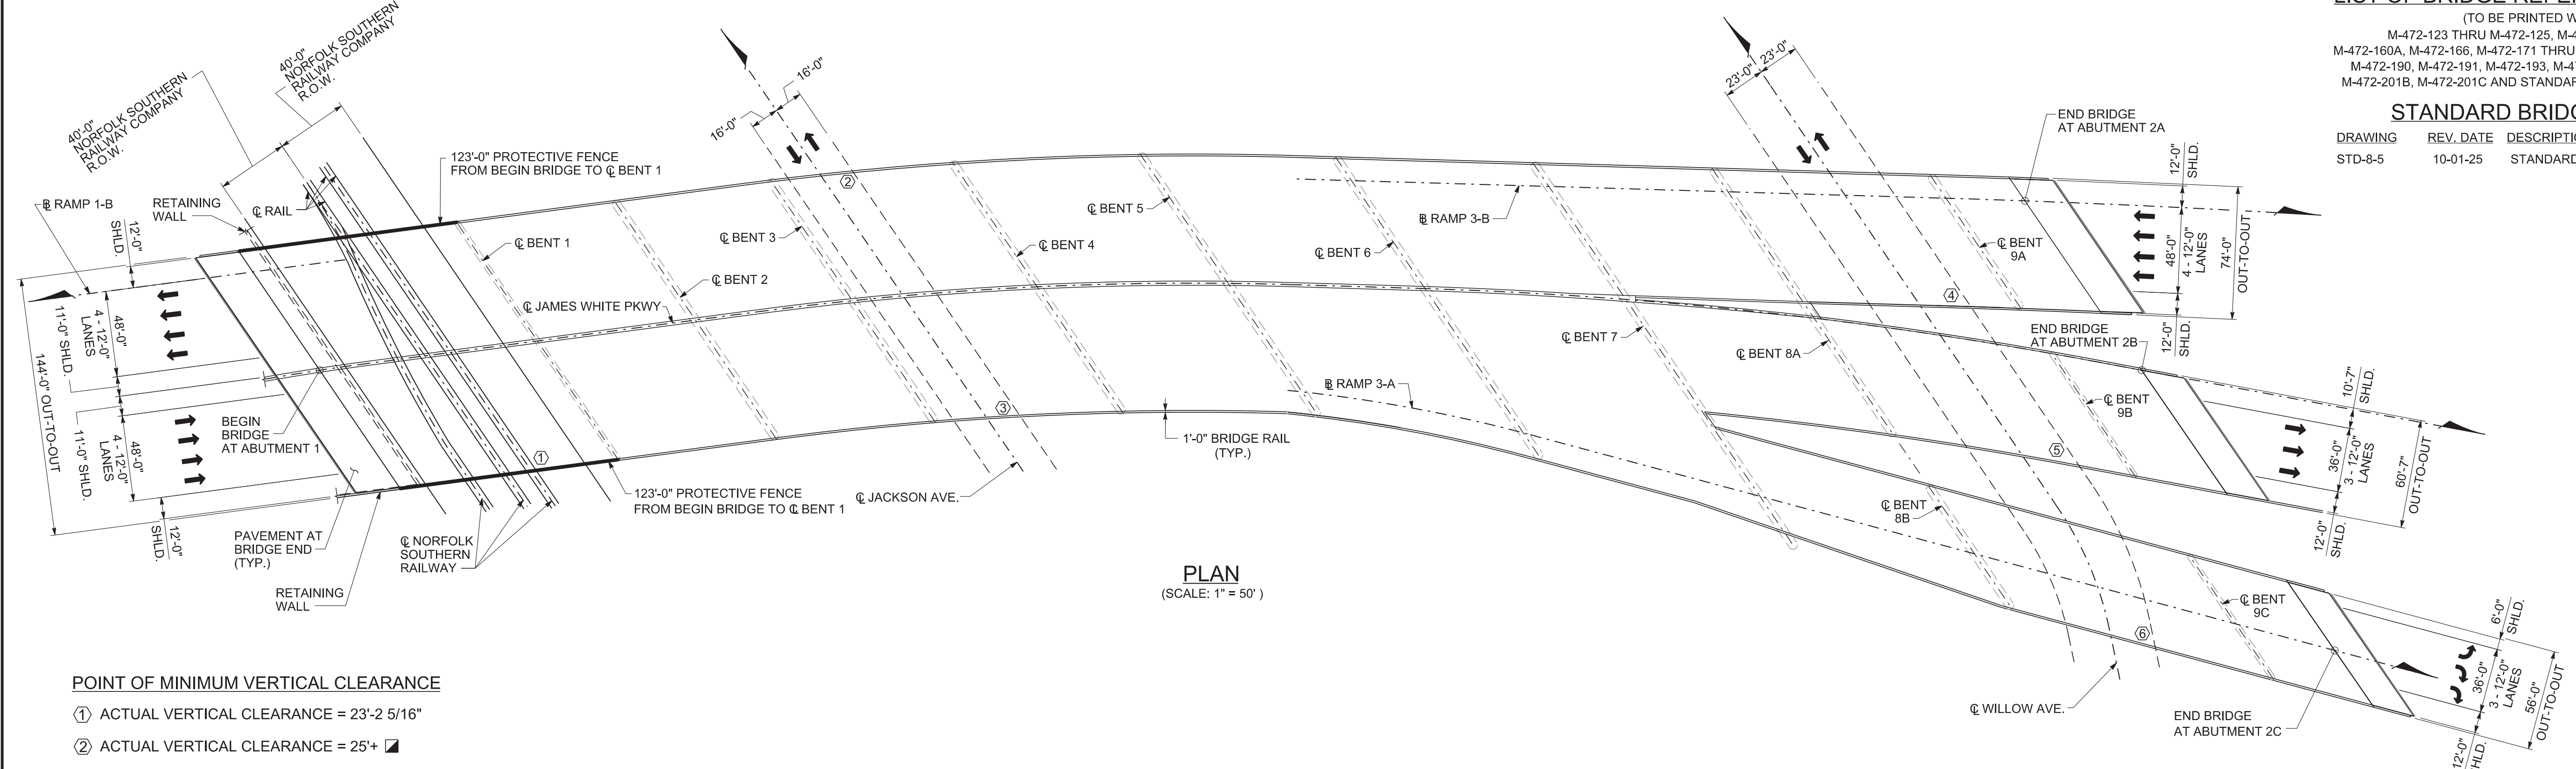 40'-0"
NORFOLK SOUTHERN
RAILWAY COMPANY
R.O.W.
40'-0"
NORFOLK SOUTHERN
RAILWAY COMPANY
R.O.W.
℄ RAIL
RETAINING
WALL
BL RAMP 1-B
12'-0"
SHLD.
48'-0"
4 - 12'-0"
LANES
11'-0" SHLD.
144'-0" OUT-TO-OUT
11'-0" SHLD.
48'-0"
4 - 12'-0"
LANES
12'-0"
SHLD.
BEGIN
BRIDGE
AT ABUTMENT 1
PAVEMENT AT
BRIDGE END
(TYP.)
RETAINING
WALL
℄ NORFOLK
SOUTHERN
RAILWAY
123'-0" PROTECTIVE FENCE
FROM BEGIN BRIDGE TO ℄ BENT 1
℄ BENT 1
℄ BENT 2
℄ JAMES WHITE PKWY
1
123'-0" PROTECTIVE FENCE
FROM BEGIN BRIDGE TO ℄ BENT 1
16'-0"
16'-0"
2
℄ BENT 3
℄ BENT 4
℄ BENT 5
3
℄ JACKSON AVE.
1'-0" BRIDGE RAIL
(TYP.)
℄ BENT 6
BL RAMP 3-B
BL RAMP 3-A
℄ BENT 7
℄ BENT 8A
℄ BENT
8B
23'-0"
23'-0"
4
5
6
℄ WILLOW AVE.
℄ BENT
9A
END BRIDGE
AT ABUTMENT 2A
12'-0"
SHLD.
48'-0"
4 - 12'-0"
LANES
74'-0"
OUT-TO-OUT
12'-0"
SHLD.
END BRIDGE
AT ABUTMENT 2B
℄ BENT
9B
10'-7"
SHLD.
36'-0"
3 - 12'-0"
LANES
60'-7"
OUT-TO-OUT
12'-0"
SHLD.
℄ BENT
9C
END BRIDGE
AT ABUTMENT 2C
6'-0"
SHLD.
36'-0"
3 - 12'-0"
LANES
56'-0"
OUT-TO-OUT
12'-0"
HLD.
(TO BE PRINTED W
M-472-123 THRU M-472-125, M-4
M-472-160A, M-472-166, M-472-171 THRU
M-472-190, M-472-191, M-472-193, M-47
M-472-201B, M-472-201C AND STANDAR
STANDARD BRIDG
DRAWING REV. DATE DESCRIPTIO
STD-8-5 10-01-25 STANDARD
PLAN
(SCALE: 1" = 50' )
POINT OF MINIMUM VERTICAL CLEARANCE
1 ACTUAL VERTICAL CLEARANCE = 23'-2 5/16"
2 ACTUAL VERTICAL CLEARANCE = 25'+